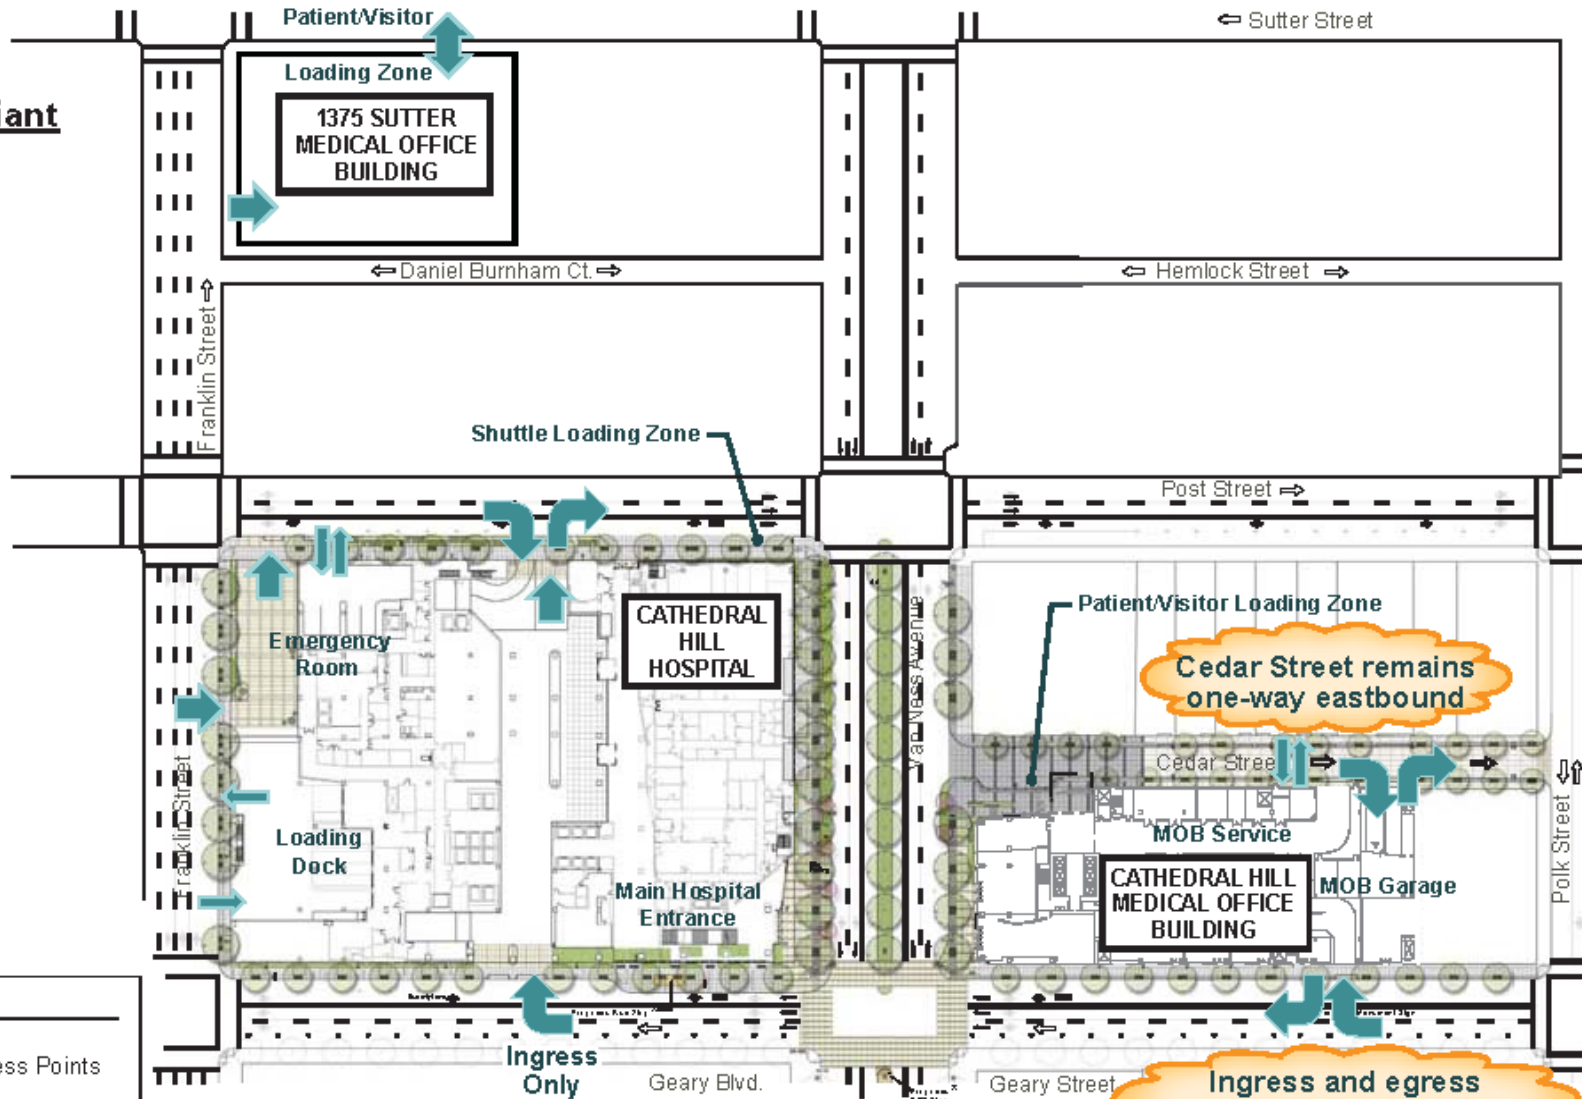 Patient/Visitor
Loading Zone
⇐ Sutter Street
iant
1375 SUTTER
MEDICAL OFFICE
BUILDING
⇐ Daniel Burnham Ct. ⇒
⇐ Hemlock Street ⇒
Franklin Street ⇒
Shuttle Loading Zone
Post Street ⇒
Patient/Visitor Loading Zone
CATHEDRAL
HILL
HOSPITAL
Emergency
Room
Van Ness Avenue
Cedar Street remains
one-way eastbound
Cedar Street
Franklin Street
Loading
Dock
MOB Service
Polk Street
Main Hospital
Entrance
CATHEDRAL HILL
MEDICAL OFFICE
BUILDING
MOB Garage
Ingress
Only
Geary Blvd.
Geary Street
Ingress and egress
ess Points